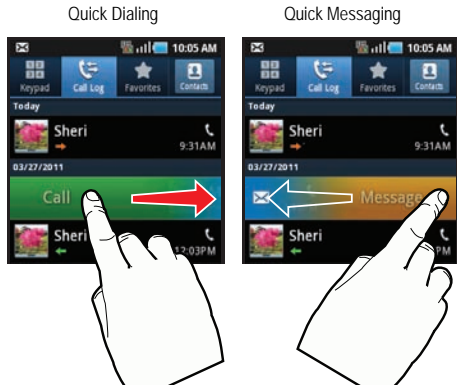 Quick Dialing
10:05 AM
Keypad
Call Log
Favorites
Contacts
Today
Sheri
9:31AM
03/27/2011
Call
Sheri
12:03PM
Quick Messaging
10:05 AM
Keypad
Call Log
Favorites
Contacts
Today
Sheri
9:31AM
03/27/2011
Message
Sheri
PM